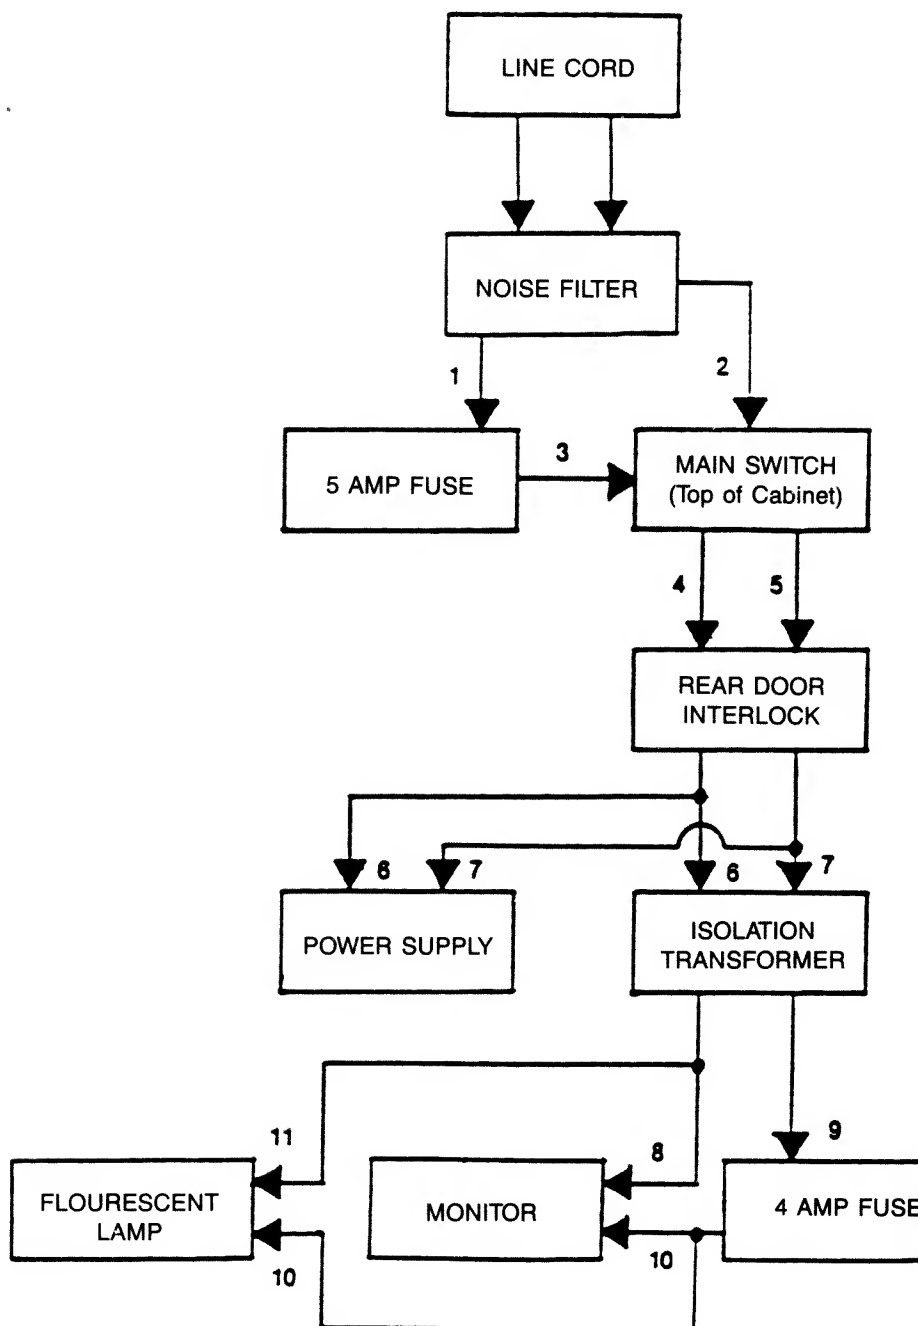 LINE CORD
NOISE FILTER
1
2
5 AMP FUSE
3
MAIN SWITCH
(Top of Cabinet)
4
5
REAR DOOR
INTERLOCK
6
7
6
7
POWER SUPPLY
ISOLATION
TRANSFORMER
11
8
9
FLOURESCENT
LAMP
MONITOR
4 AMP FUSE
10
10